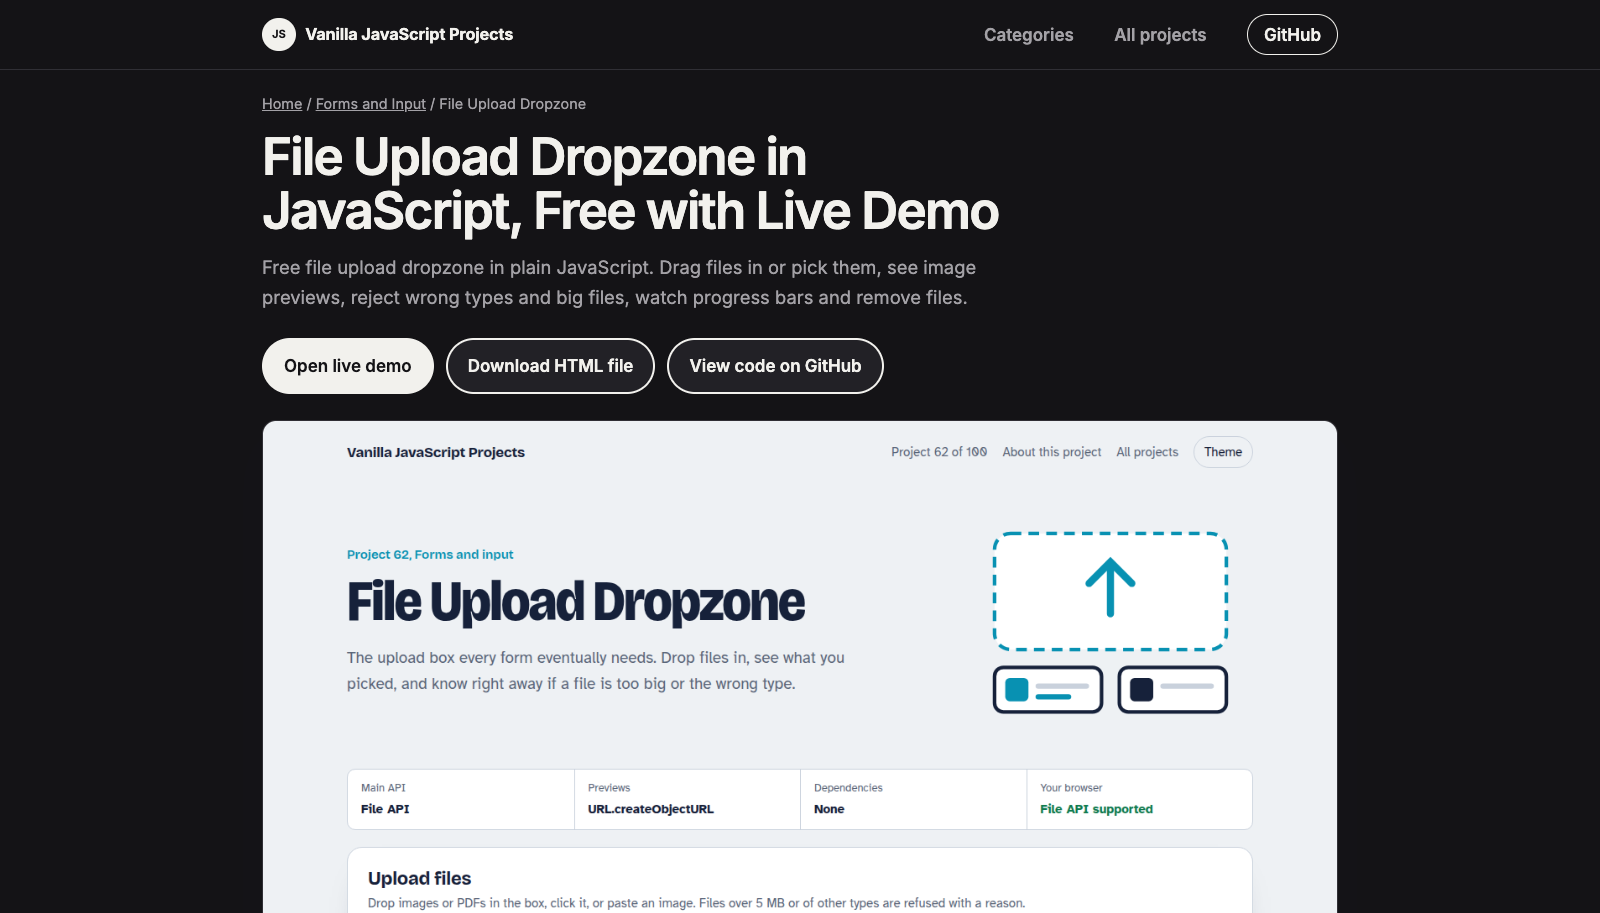 JS Vanilla JavaScript Projects
Categories
All projects
GitHub
Home / Forms and Input / File Upload Dropzone
File Upload Dropzone in
JavaScript, Free with Live Demo
Free file upload dropzone in plain JavaScript. Drag files in or pick them, see image
previews, reject wrong types and big files, watch progress bars and remove files.
Open live demo
Download HTML file
View code on GitHub
Vanilla JavaScript Projects
Project 62 of 100
About this project
All projects
Theme
Project 62, Forms and input
File Upload Dropzone
The upload box every form eventually needs. Drop files in, see what you
picked, and know right away if a file is too big or the wrong type.
Main API
File API
Previews
URL.createObjectURL
Dependencies
None
Your browser
File API supported
Upload files
Drop images or PDFs in the box, click it, or paste an image. Files over 5 MB or of other types are refused with a reason.